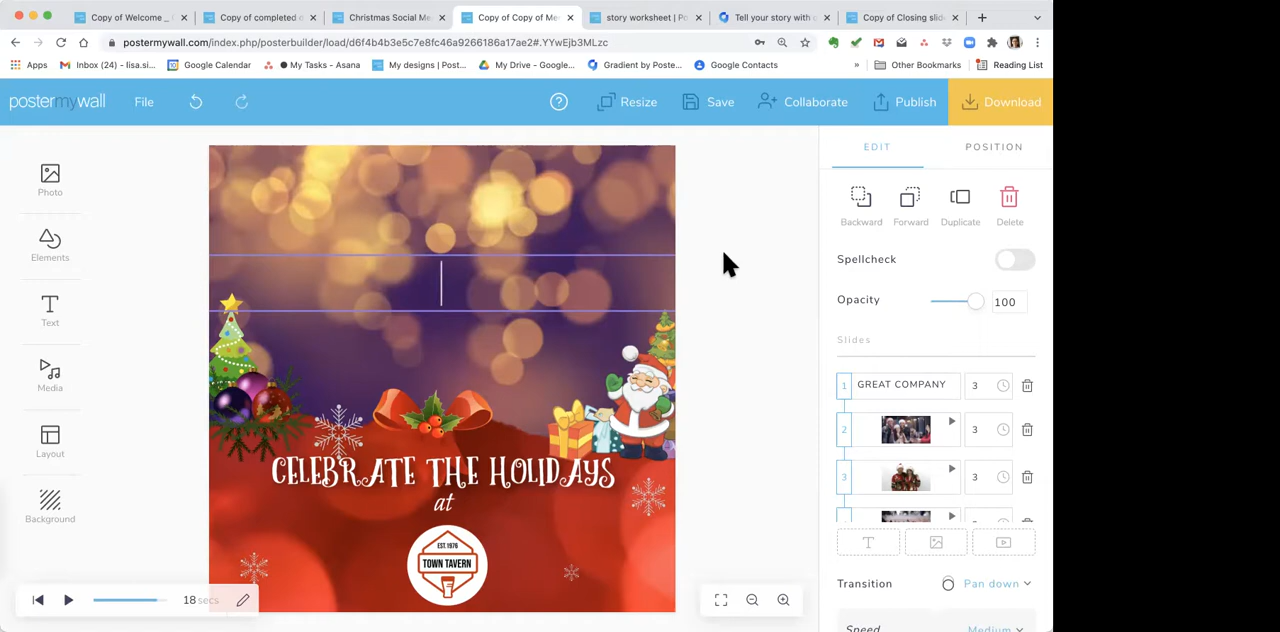 Copy of Welcome _
Copy of completed
Christmas Social Me
Copy of Copy of Me
story worksheet | Po
Tell your story with
Copy of Closing slid
postermywall.com/index.php/posterbuilder/load/d6f4b4b3e5c7e8fc46a9266186a17ae2#.YYwEjb3MLzc
Apps
Inbox (24) - lisa.si...
Google Calendar
My Tasks - Asana
My designs | Post...
My Drive - Google...
Gradient by Poste...
Google Contacts
»
Other Bookmarks
Reading List
postermywall
File
?
Resize
Save
Collaborate
Publish
Download
Photo
Elements
Text
Media
Layout
Background
CELEBRATE THE HOLIDAYS
at
EST. 1976
TOWN TAVERN
18 secs
EDIT
POSITION
Backward
Forward
Duplicate
Delete
Spellcheck
Opacity
100
Slides
1
GREAT COMPANY
3
2
3
3
3
T
Transition
Pan down
Speed
Medium